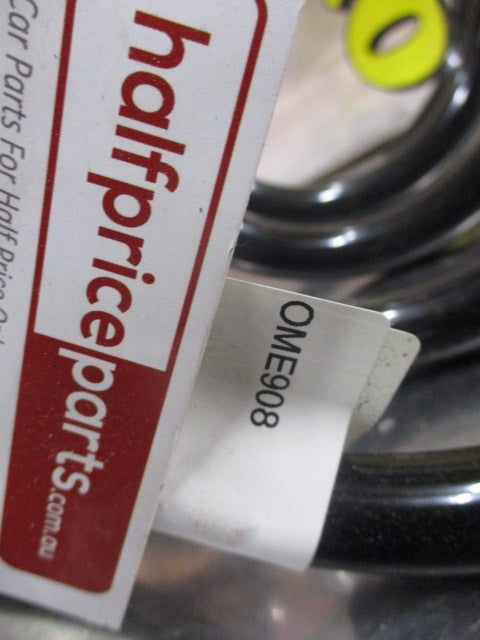 halfpriceparts.com.au
Car Parts For Half Price
OME908
O